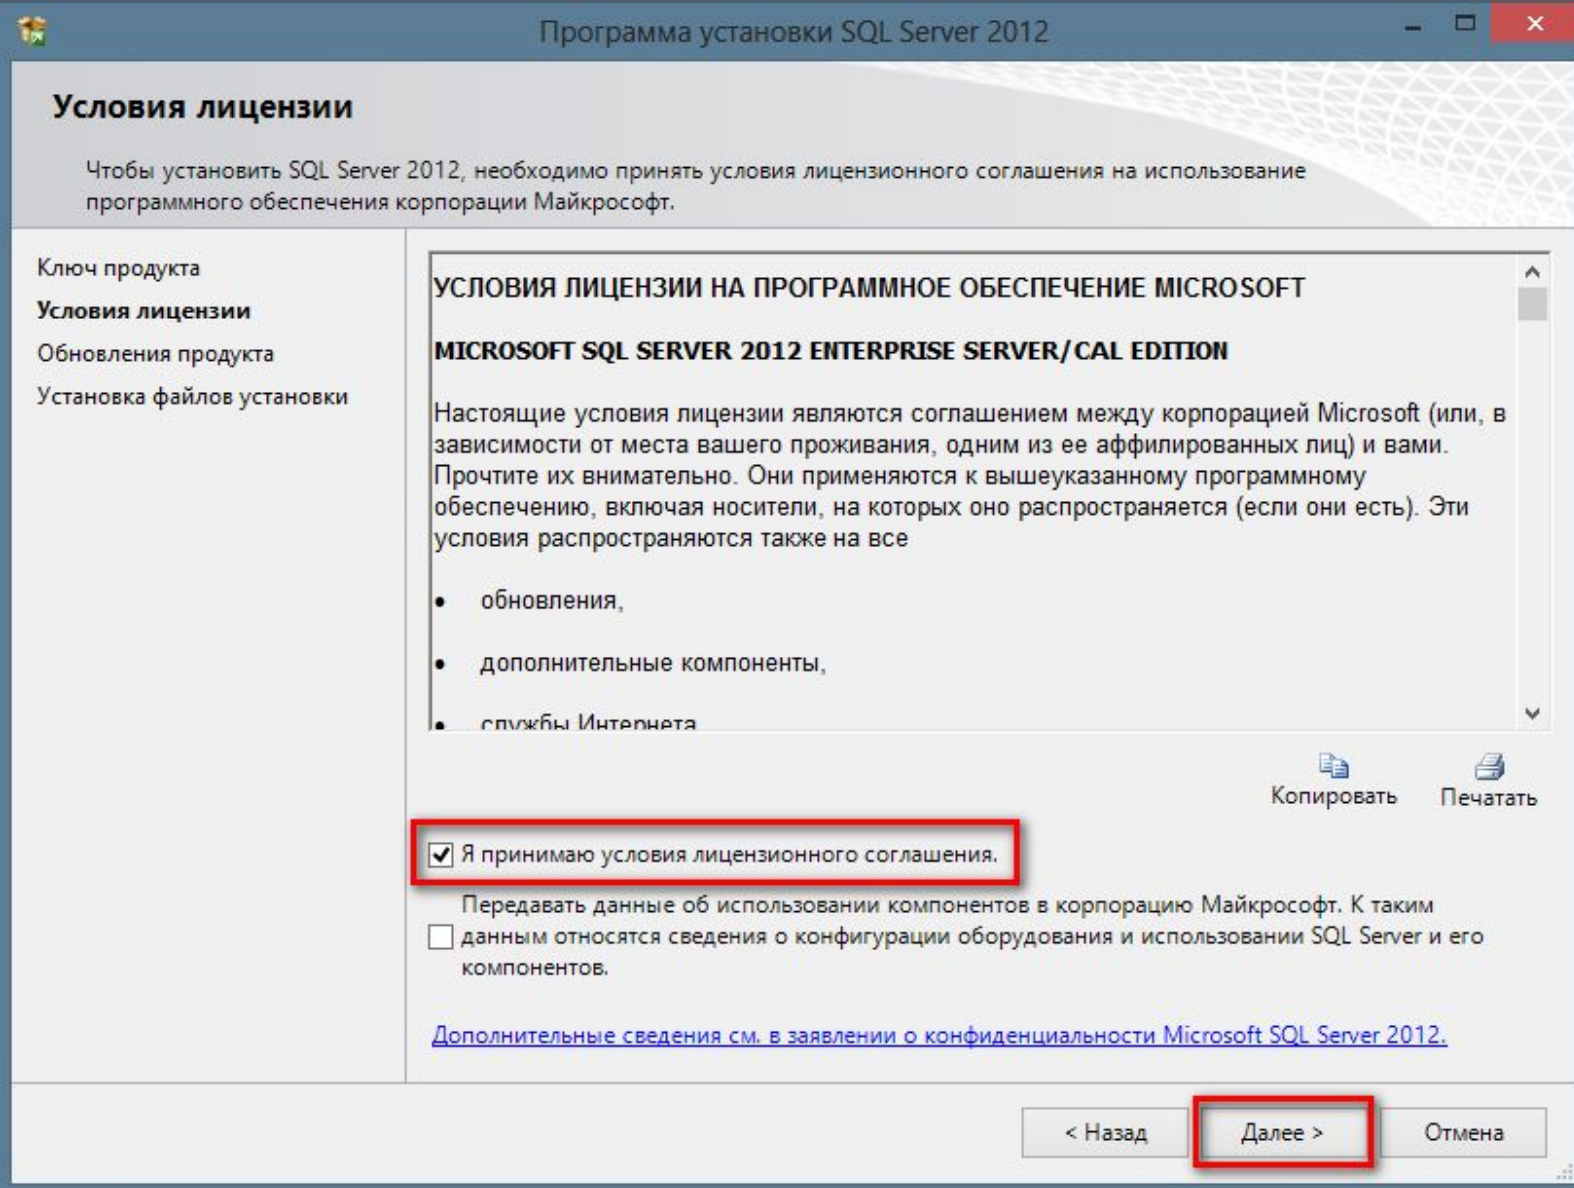 Программа установки SQL Server 2012
Условия лицензии
Чтобы установить SQL Server 2012, необходимо принять условия лицензионного соглашения на использование
программного обеспечения корпорации Майкрософт.
Ключ продукта
Условия лицензии
Обновления продукта
Установка файлов установки
УСЛОВИЯ ЛИЦЕНЗИИ НА ПРОГРАММНОЕ ОБЕСПЕЧЕНИЕ MICROSOFT
MICROSOFT SQL SERVER 2012 ENTERPRISE SERVER/CAL EDITION
Настоящие условия лицензии являются соглашением между корпорацией Microsoft (или, в
зависимости от места вашего проживания, одним из ее аффилированных лиц) и вами.
Прочтите их внимательно. Они применяются к вышеуказанному программному
обеспечению, включая носители, на которых оно распространяется (если они есть). Эти
условия распространяются также на все
• обновления,
• дополнительные компоненты,
• службы Интернета
Копировать
Печатать
Я принимаю условия лицензионного соглашения.
Передавать данные об использовании компонентов в корпорацию Майкрософт. К таким
данным относятся сведения о конфигурации оборудования и использовании SQL Server и его
компонентов.
Дополнительные сведения см. в заявлении о конфиденциальности Microsoft SQL Server 2012.
< Назад
Далее >
Отмена